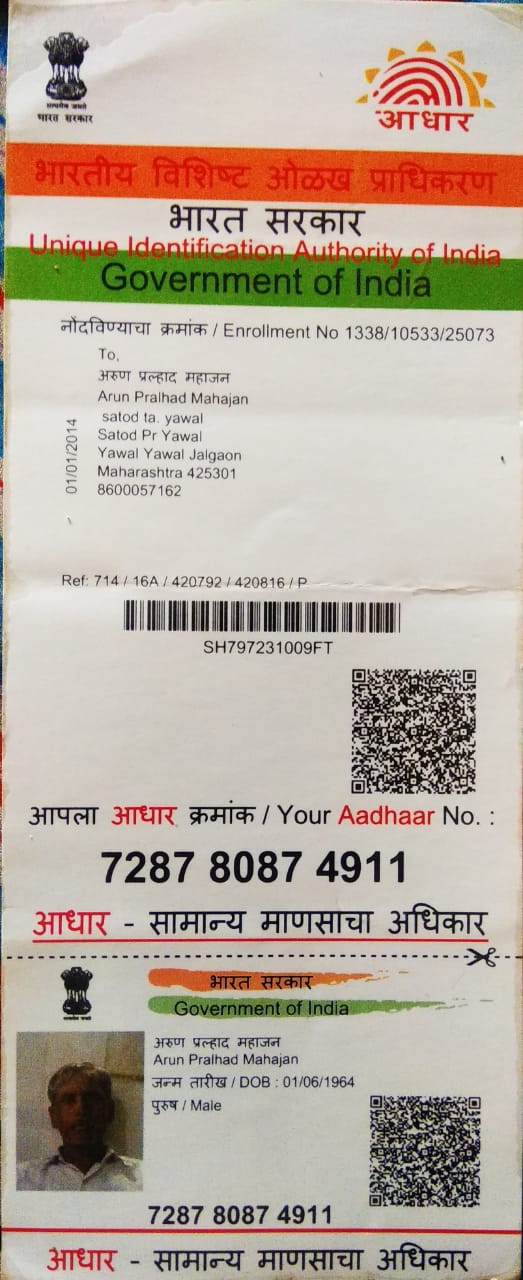 सत्यमेव जयते
भारत सरकार
आधार
भारतीय विशिष्ट ओळख प्राधिकरण
भारत सरकार
Unique Identification Authority of India
Government of India
नोंदविण्याचा क्रमांक / Enrollment No 1338/10533/25073
To,
अरुण प्रल्हाद महाजन
Arun Pralhad Mahajan
satod ta. yawal
Satod Pr Yawal
Yawal Yawal Jalgaon
Maharashtra 425301
8600057162
01/01/2014
Ref: 714 / 16A / 420792 / 420816 / P
SH797231009FT
आपला आधार क्रमांक / Your Aadhaar No. :
7287 8087 4911
आधार - सामान्य माणसाचा अधिकार
भारत सरकार
Government of India
अरुण प्रल्हाद महाजन
Arun Pralhad Mahajan
जन्म तारीख / DOB : 01/06/1964
पुरुष / Male
7287 8087 4911
आधार - सामान्य माणसाचा अधिकार